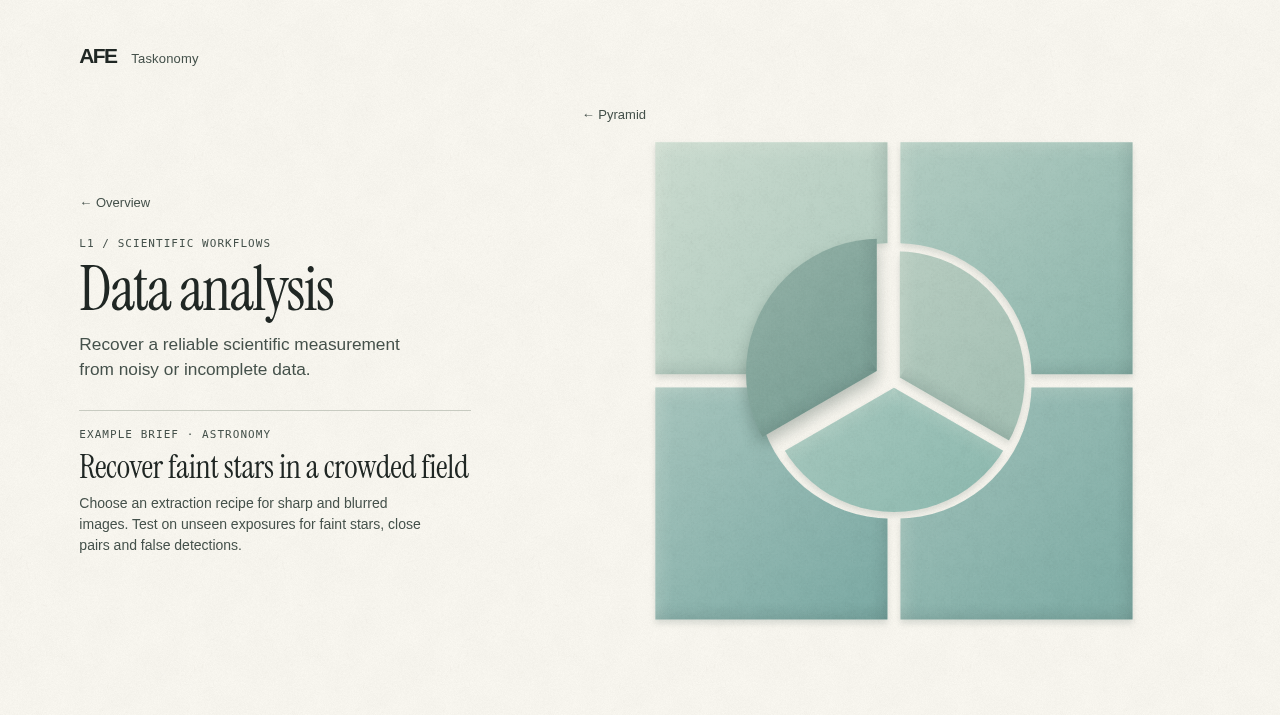 AFE Taskonomy
← Pyramid
← Overview
L1 / SCIENTIFIC WORKFLOWS
Data analysis
Recover a reliable scientific measurement
from noisy or incomplete data.
EXAMPLE BRIEF · ASTRONOMY
Recover faint stars in a crowded field
Choose an extraction recipe for sharp and blurred
images. Test on unseen exposures for faint stars, close
pairs and false detections.